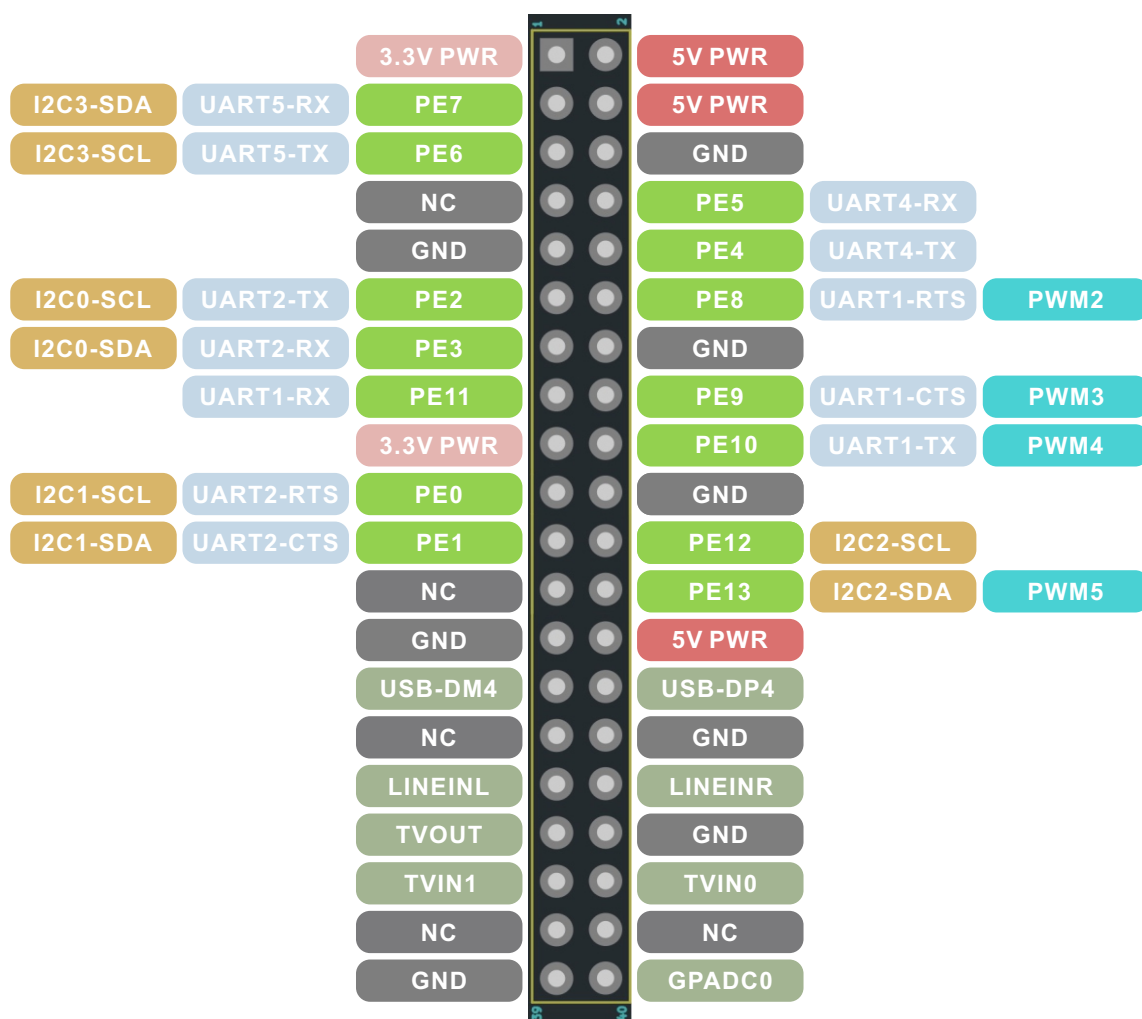 1 2
3.3V PWR 5V PWR
I2C3-SDA UART5-RX PE7 5V PWR
I2C3-SCL UART5-TX PE6 GND
NC PE5 UART4-RX
GND PE4 UART4-TX
I2C0-SCL UART2-TX PE2 PE8 UART1-RTS PWM2
I2C0-SDA UART2-RX PE3 GND
UART1-RX PE11 PE9 UART1-CTS PWM3
3.3V PWR PE10 UART1-TX PWM4
I2C1-SCL UART2-RTS PE0 GND
I2C1-SDA UART2-CTS PE1 PE12 I2C2-SCL
NC PE13 I2C2-SDA PWM5
GND 5V PWR
USB-DM4 USB-DP4
NC GND
LINEINL LINEINR
TVOUT GND
TVIN1 TVIN0
NC NC
GND GPADC0
39 40